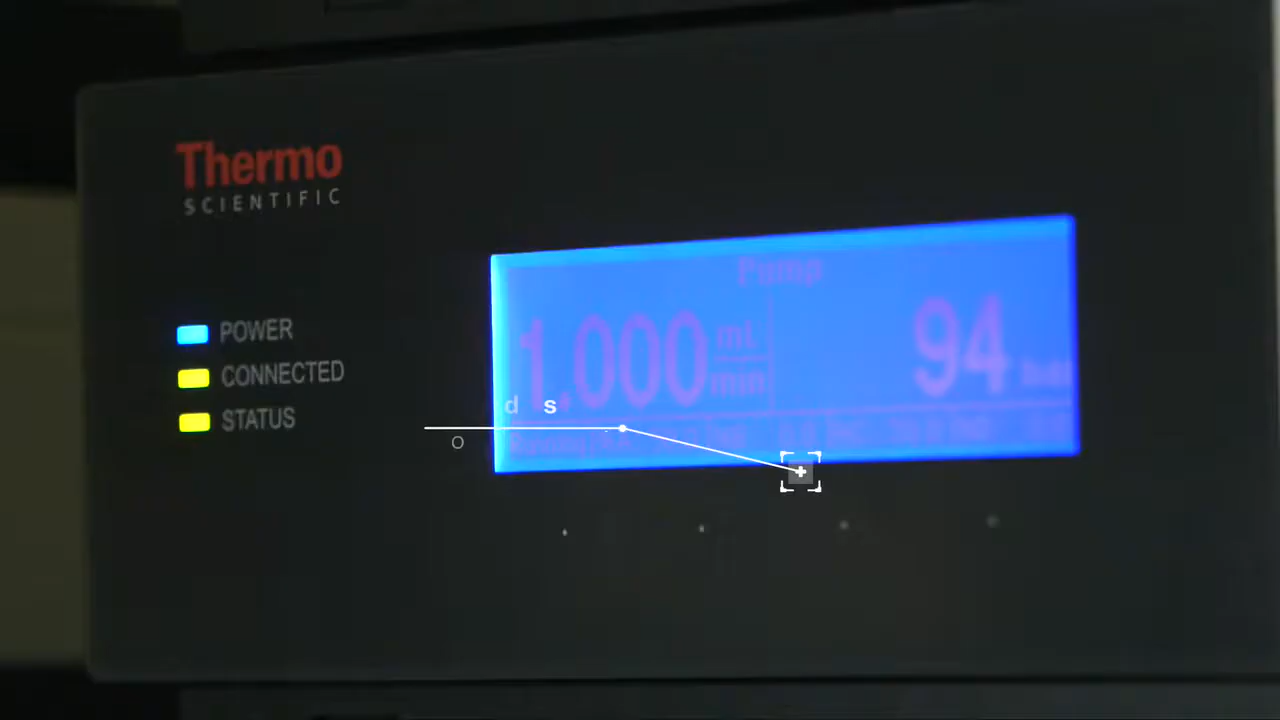 Thermo
SCIENTIFIC
POWER
CONNECTED
STATUS
Pump
1.000 mL
min
94 bar
d s
o